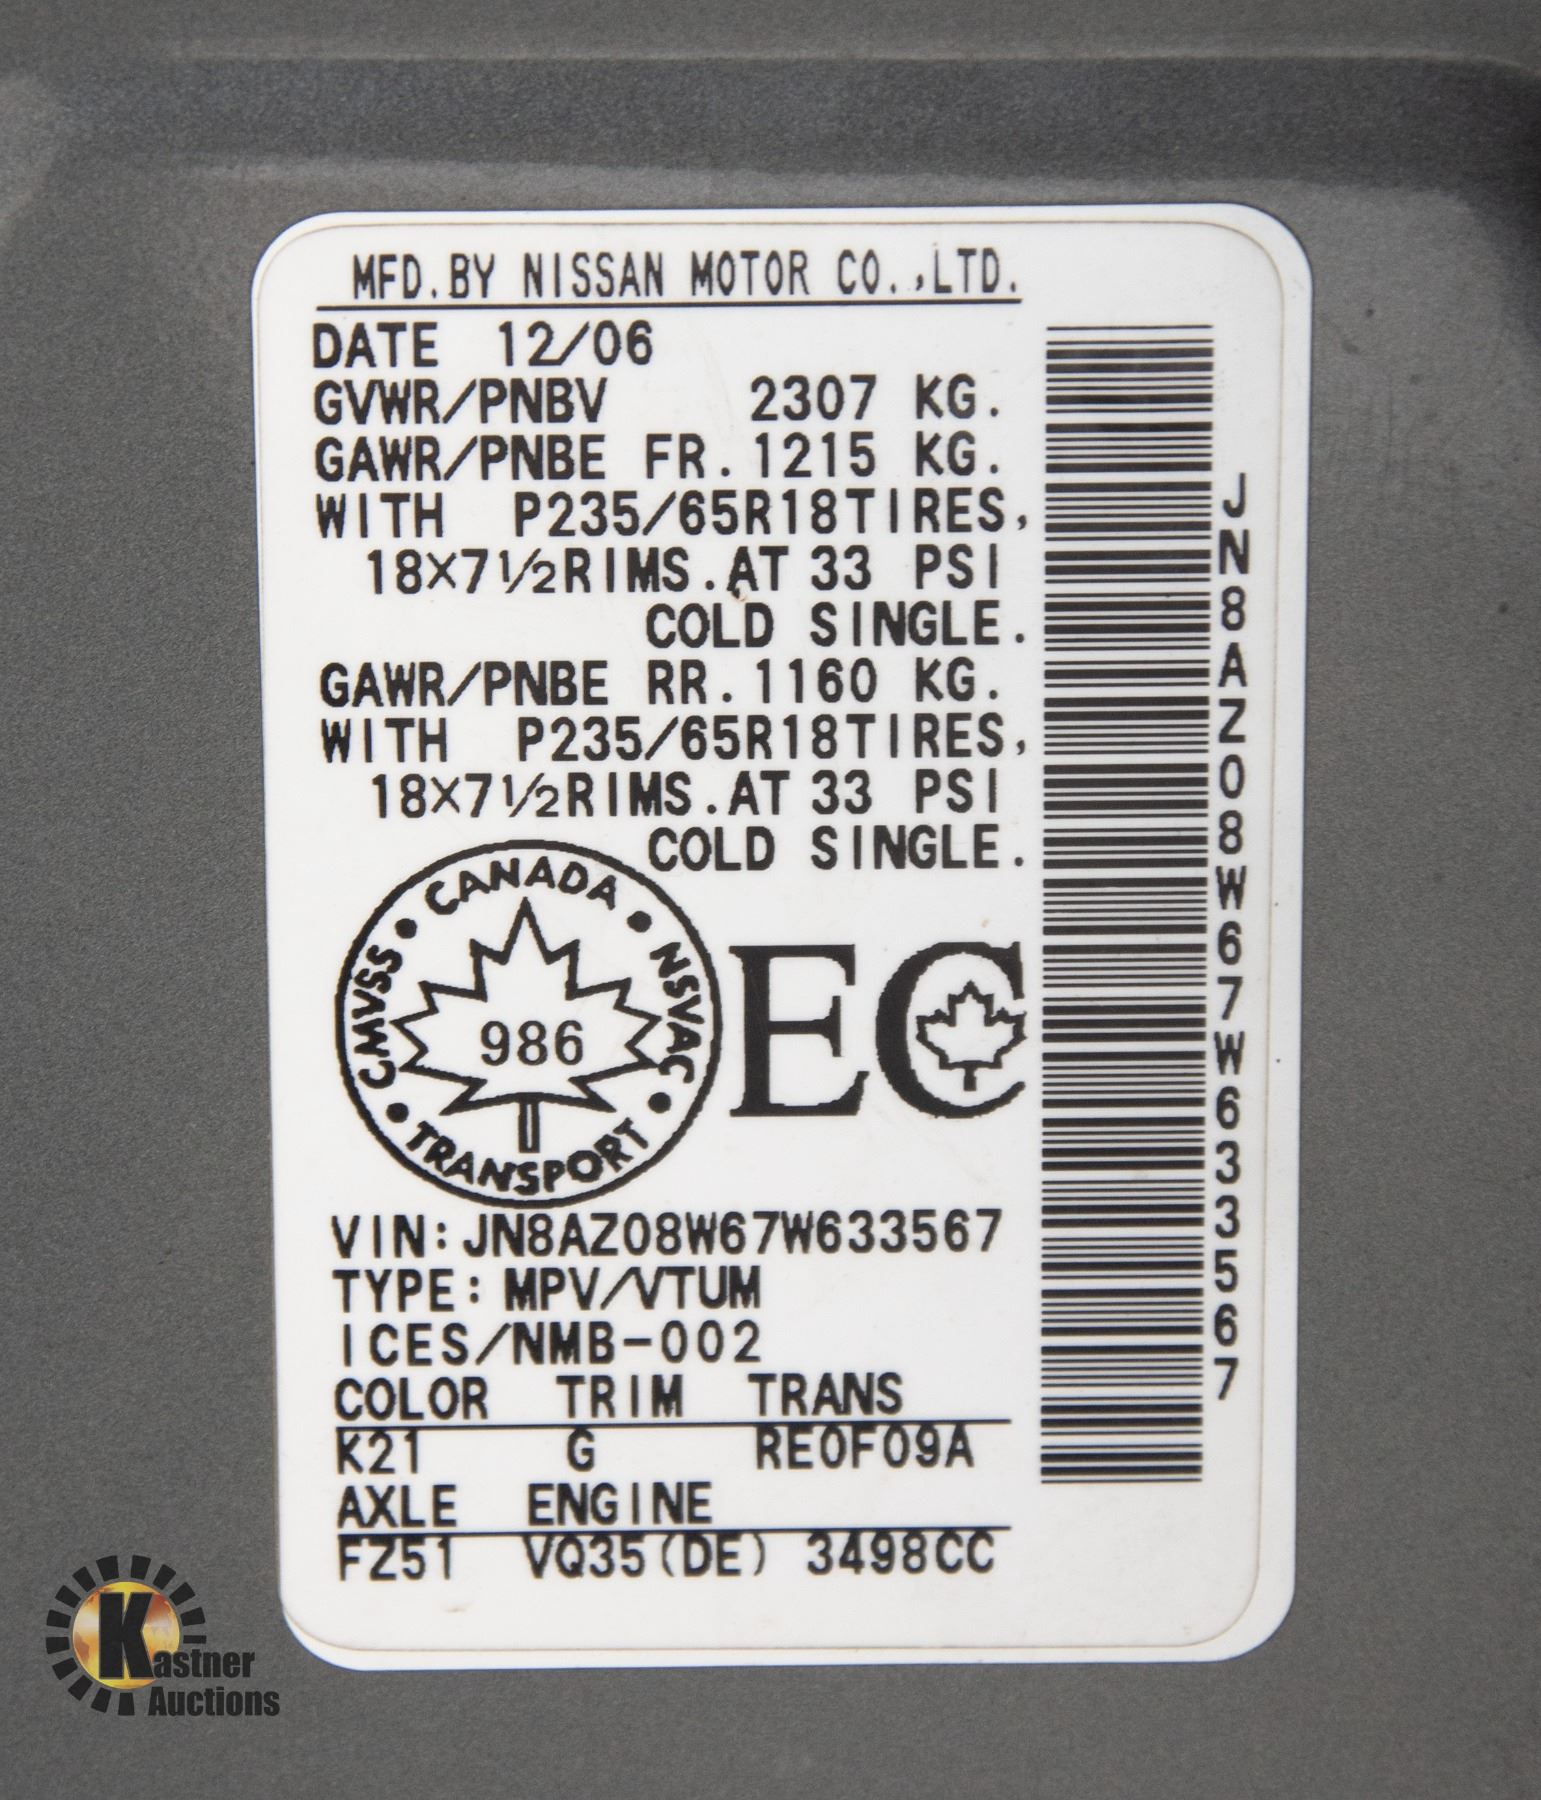 MFD.BY NISSAN MOTOR CO.,LTD.
DATE 12/06
GVWR/PNBV 2307 KG.
GAWR/PNBE FR.1215 KG.
WITH P235/65R18TIRES,
18×7½RIMS.AT 33 PSI
COLD SINGLE.
GAWR/PNBE RR.1160 KG.
WITH P235/65R18TIRES,
18×7½RIMS.AT 33 PSI
COLD SINGLE.
CANADA • NSVAC • TRANSPORT • CMVSS •
986
EC
VIN:JN8AZ08W67W633567
TYPE: MPV/VTUM
ICES/NMB-002
COLOR TRIM TRANS
K21 G RE0F09A
AXLE ENGINE
FZ51 VQ35(DE) 3498CC
JN8AZ08W67W633567
Kastner
Auctions